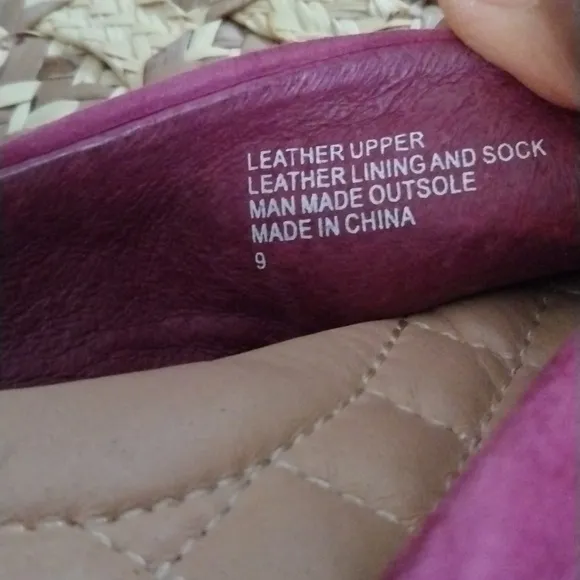 LEATHER UPPER
LEATHER LINING AND SOCK
MAN MADE OUTSOLE
MADE IN CHINA
9